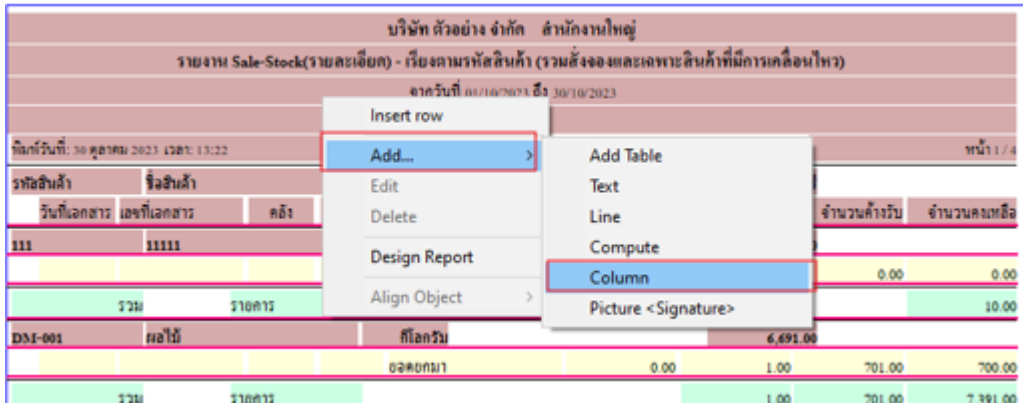 บริษัท ตัวอย่าง จำกัด สำนักงานใหญ่
รายงาน Sale-Stock(รายละเอียด) - เรียงตามรหัสสินค้า (รวมสั่งจองและเฉพาะสินค้าที่มีการเคลื่อนไหว)
จากวันที่ 01/10/2023 ถึง 30/10/2023
Insert row
พิมพ์วันที่: 30 ตุลาคม 2023 เวลา: 13:22 หน้า 1 / 4
Add... > Add Table
รหัสสินค้า ชื่อสินค้า Edit Text
วันที่เอกสาร เลขที่เอกสาร คลัง Delete Line จำนวนค้างรับ จำนวนคงเหลือ
111 11111 Design Report Compute
Column 0.00 0.00
รวม รายการ Align Object > Picture <Signature> 10.00
D3I-001 ผลไม้ กิโลกรัม 6,691.00
ยอดยกมา 0.00 1.00 701.00 700.00
รวม รายการ 1.00 701.00 7,391.00